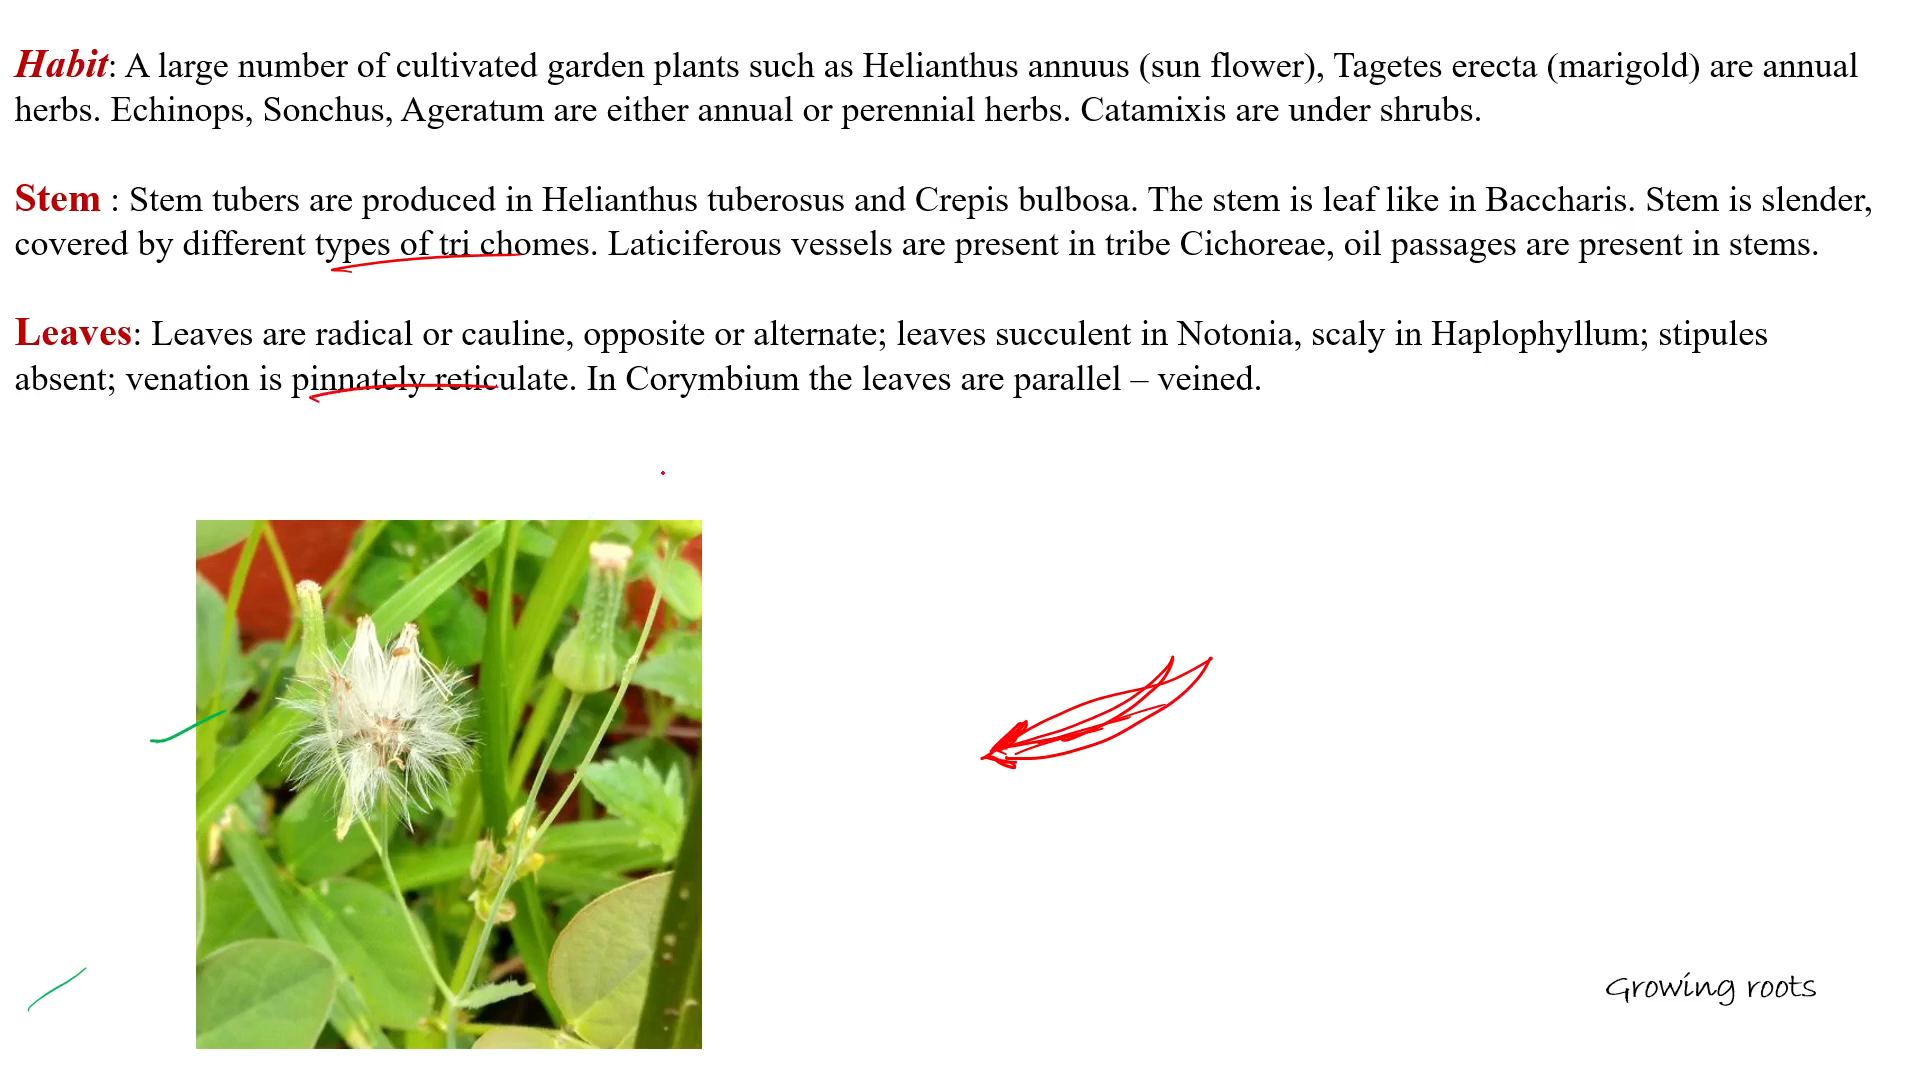 Habit: A large number of cultivated garden plants such as Helianthus annuus (sun flower), Tagetes erecta (marigold) are annual
herbs. Echinops, Sonchus, Ageratum are either annual or perennial herbs. Catamixis are under shrubs.
Stem : Stem tubers are produced in Helianthus tuberosus and Crepis bulbosa. The stem is leaf like in Baccharis. Stem is slender,
covered by different types of tri chomes. Laticiferous vessels are present in tribe Cichoreae, oil passages are present in stems.
Leaves: Leaves are radical or cauline, opposite or alternate; leaves succulent in Notonia, scaly in Haplophyllum; stipules
absent; venation is pinnately reticulate. In Corymbium the leaves are parallel – veined.
Growing roots